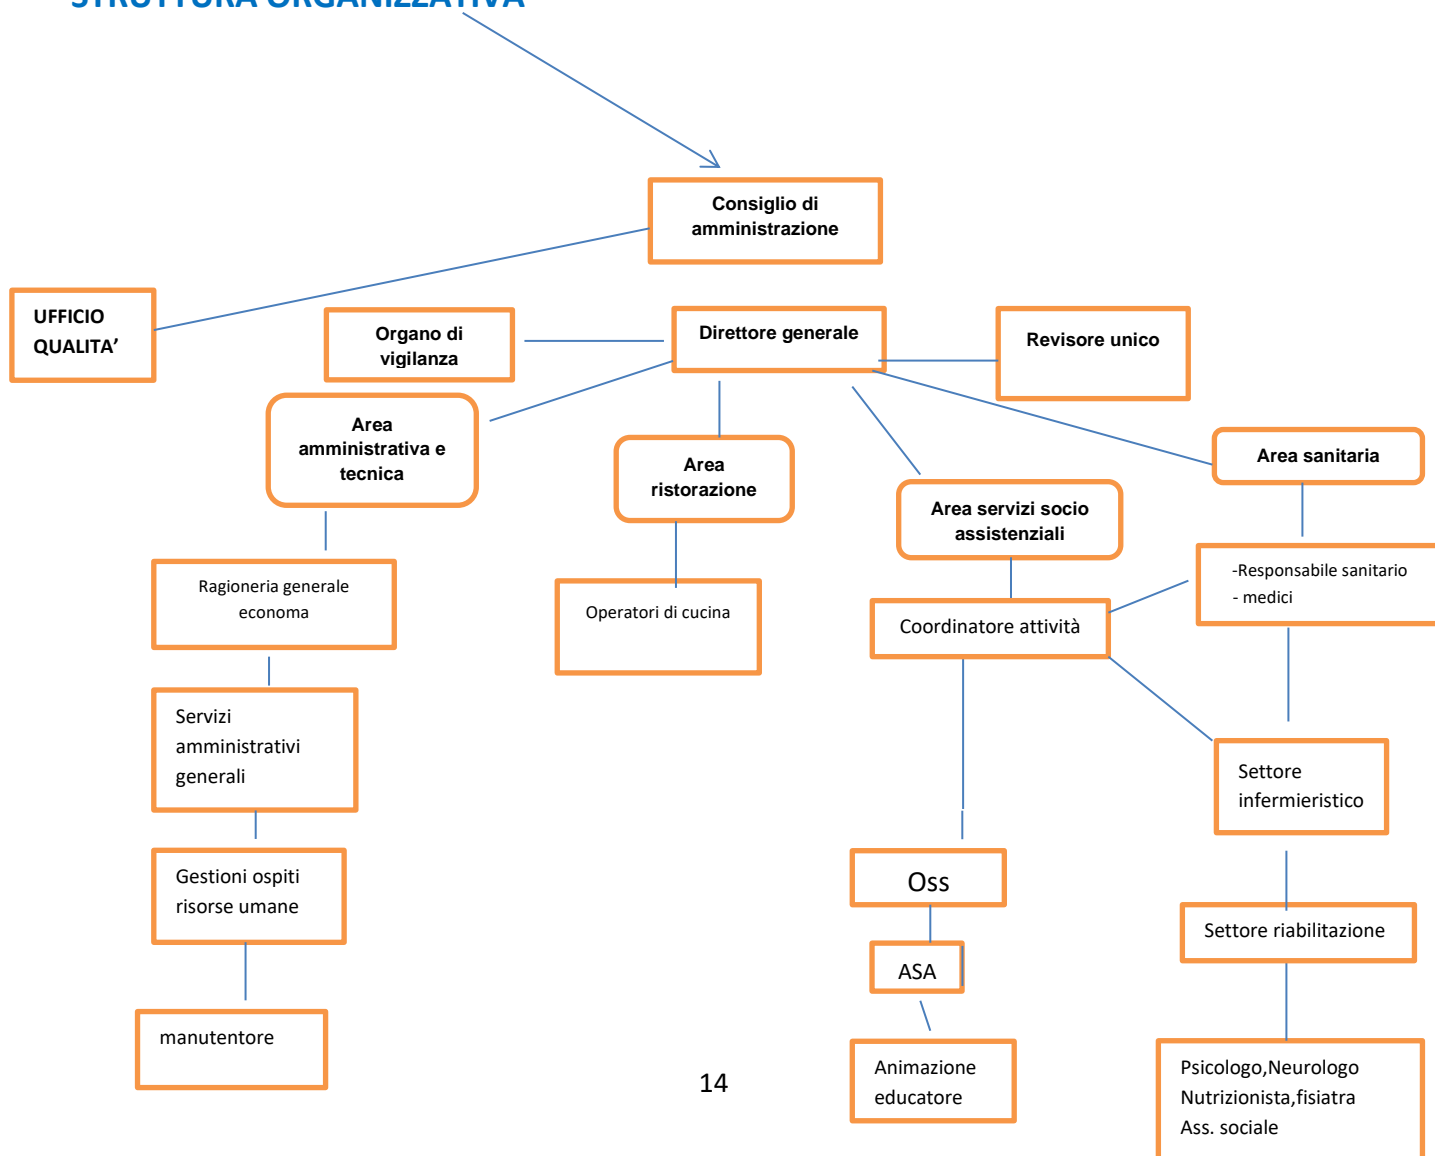 STRUTTURA ORGANIZZATIVA
Consiglio di
amministrazione
UFFICIO
QUALITA’
Organo di
vigilanza
Direttore generale
Revisore unico
Area
amministrativa e
tecnica
Area
ristorazione
Area servizi socio
assistenziali
Area sanitaria
Ragioneria generale
economa
Operatori di cucina
Coordinatore attività
-Responsabile sanitario
- medici
Servizi
amministrativi
generali
Settore
infermieristico
Gestioni ospiti
risorse umane
Oss
Settore riabilitazione
ASA
manutentore
Animazione
educatore
Psicologo,Neurologo
Nutrizionista,fisiatra
Ass. sociale
14